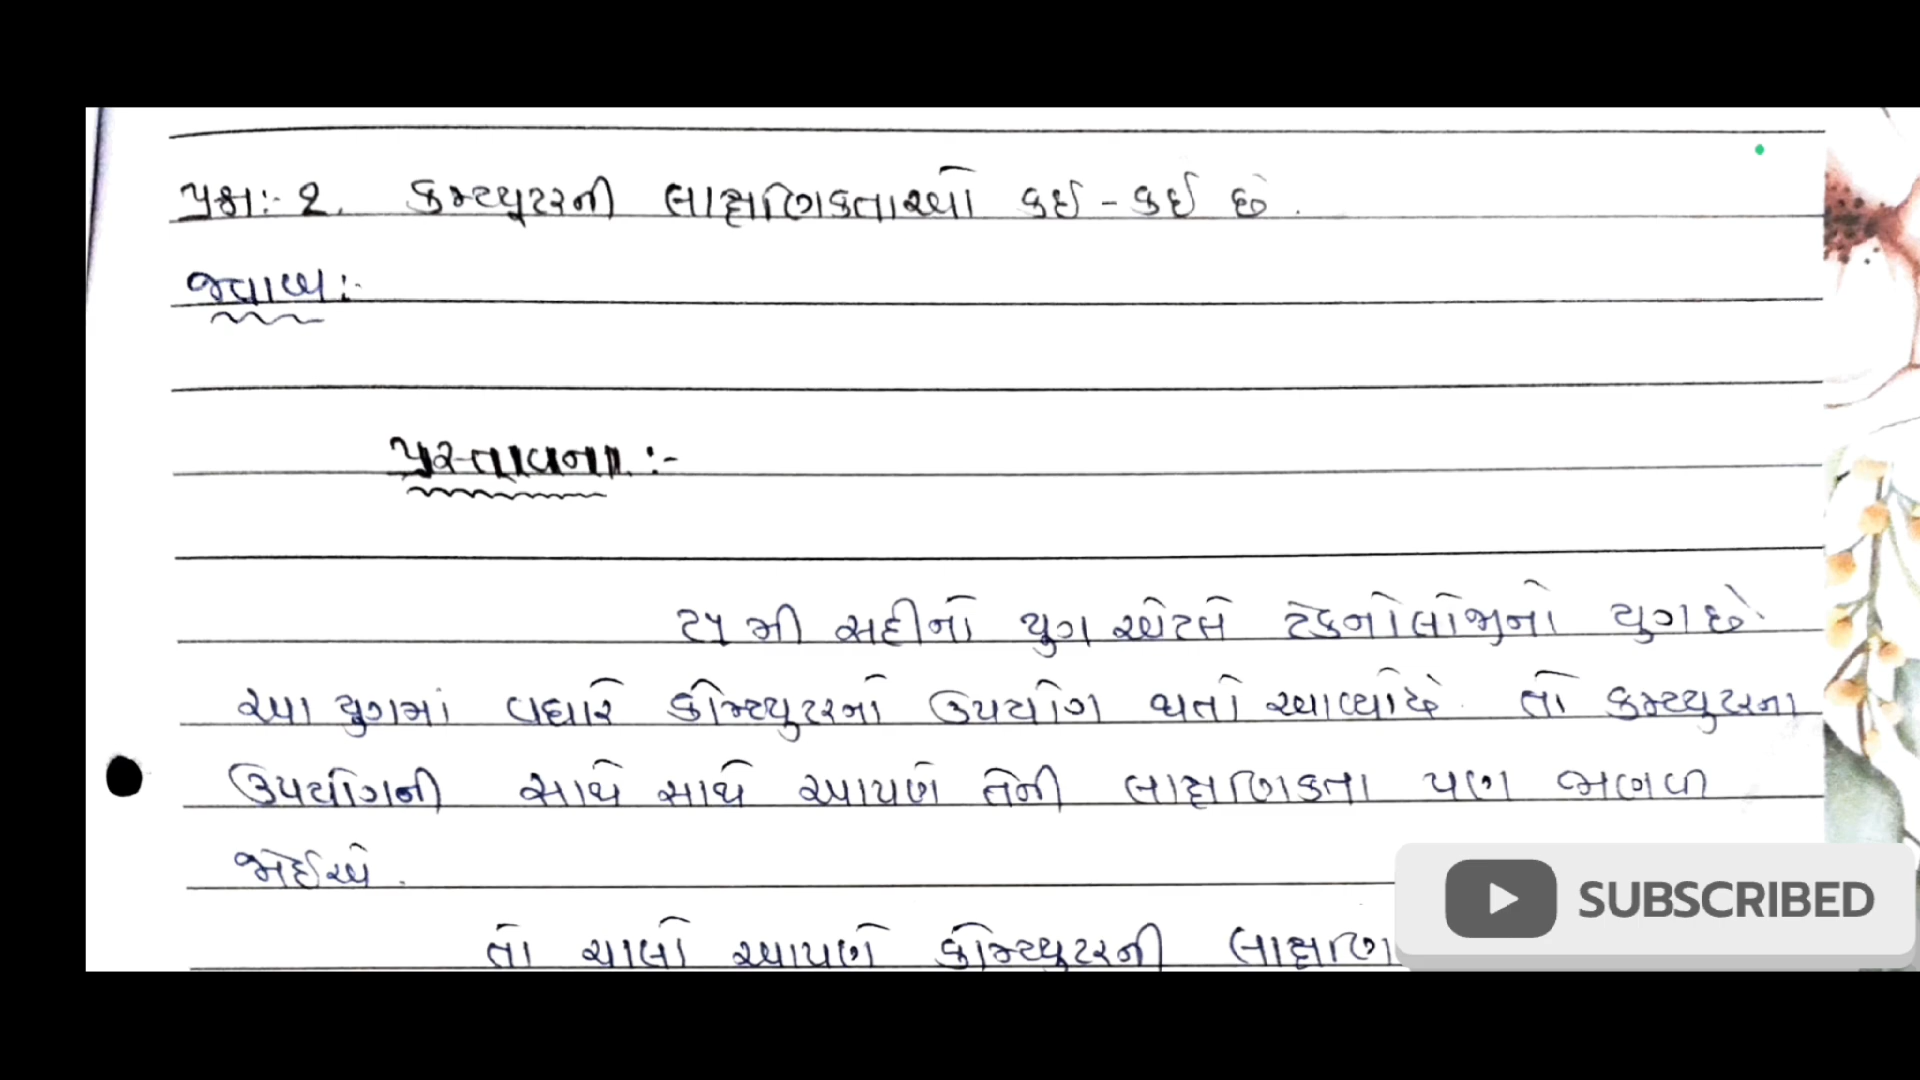 પ્રશ્ન:- 2. કમ્પ્યૂટરની લાક્ષણિકતાઓ કઈ - કઈ છે.
જવાબ :-
પ્રસ્તાવના :-
21 મી સદીનો યુગ એટલે ટેકનોલોજીનો યુગ છે.
આ યુગમાં વધારે કોમ્પ્યુટરનો ઉપયોગ થતો આવ્યો છે. તો કમ્પ્યુટરના
ઉપયોગની સાથે સાથે આપણે તેની લાક્ષણિકતા પણ
જોઈએ.
તો ચાલો આપણે કોમ્પ્યુટરની
SUBSCRIBED